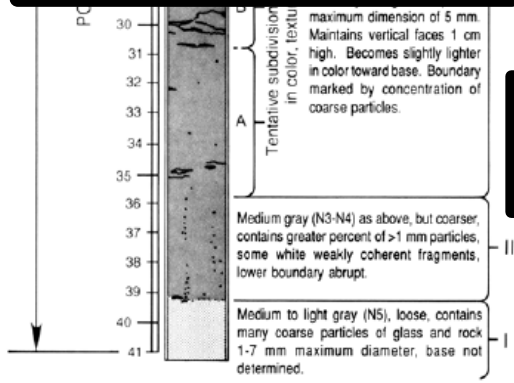 PO
30
31
32
33
34
35
36
37
38
39
40
41
B
A
Tentative subdivision
in color, textu
maximum dimension of 5 mm.
Maintains vertical faces 1 cm
high. Becomes slightly lighter
in color toward base. Boundary
marked by concentration of
coarse particles.
Medium gray (N3-N4) as above, but coarser,
contains greater percent of >1 mm particles,
some white weakly coherent fragments,
lower boundary abrupt.
II
Medium to light gray (N5), loose, contains
many coarse particles of glass and rock
1-7 mm maximum diameter, base not
determined.
I